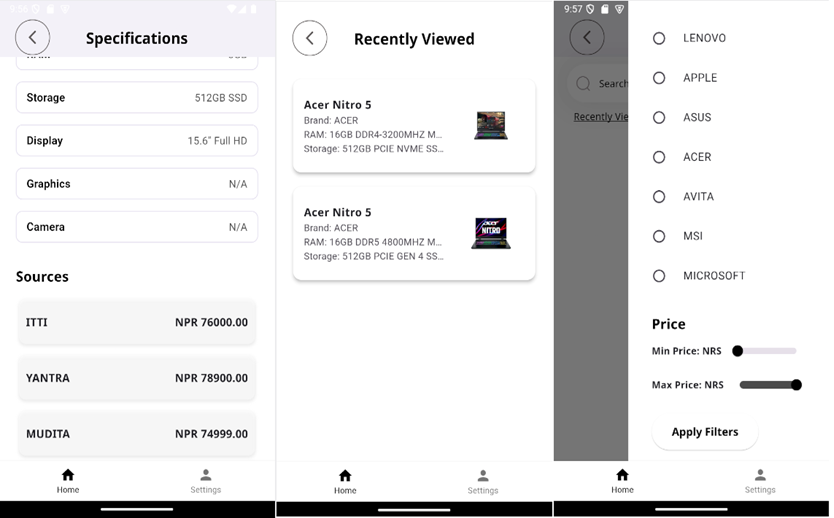 Specifications
Storage 512GB SSD
Display 15.6" Full HD
Graphics N/A
Camera N/A
Sources
ITTI NPR 76000.00
YANTRA NPR 78900.00
MUDITA NPR 74999.00
Home Settings
Recently Viewed
Acer Nitro 5
Brand: ACER
RAM: 16GB DDR4-3200MHZ M...
Storage: 512GB PCIE NVME SS...
Acer Nitro 5
Brand: ACER
RAM: 16GB DDR5 4800MHZ M...
Storage: 512GB PCIE GEN 4 SS...
acer
NITRO
Home Settings
9:57
Search
Recently Vie
LENOVO
APPLE
ASUS
ACER
AVITA
MSI
MICROSOFT
Price
Min Price: NRS
Max Price: NRS
Apply Filters
Home Settings